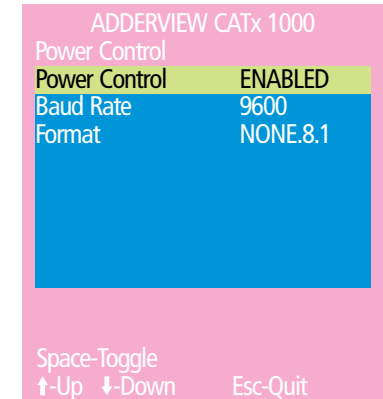 ADDERVIEW CATx 1000
Power Control
Power Control ENABLED
Baud Rate 9600
Format NONE.8.1
Space-Toggle
⬆-Up ⬇-Down Esc-Quit